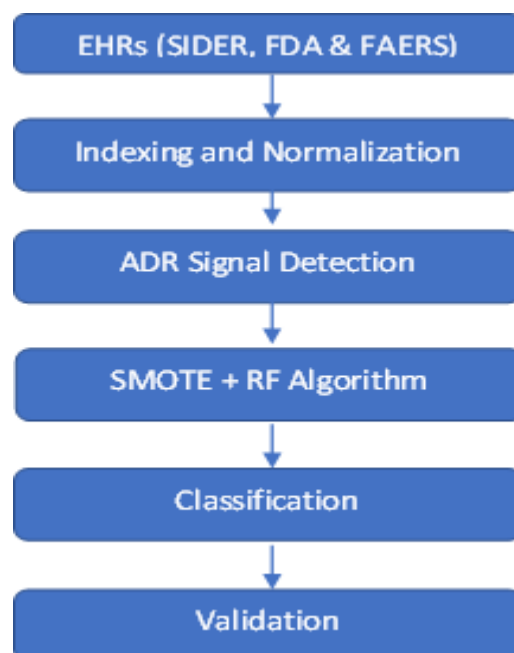 EHRs (SIDER, FDA & FAERS)
Indexing and Normalization
ADR Signal Detection
SMOTE + RF Algorithm
Classification
Validation